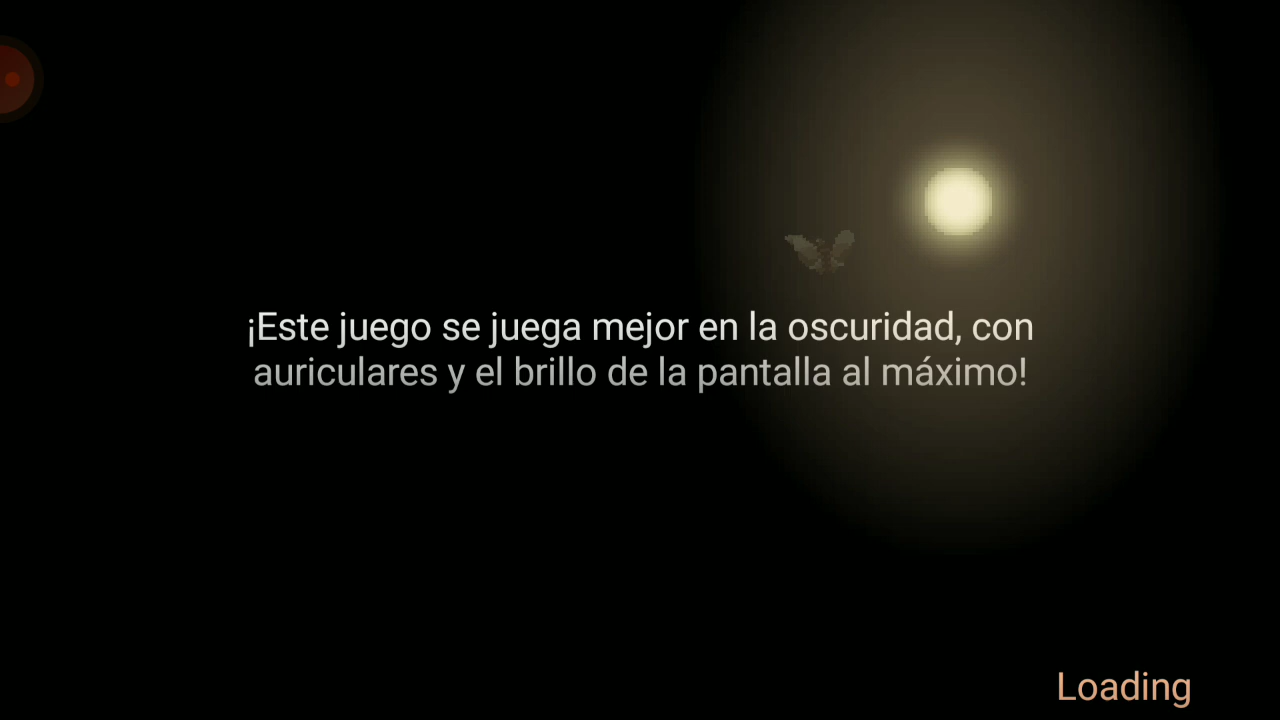 ¡Este juego se juega mejor en la oscuridad, con
auriculares y el brillo de la pantalla al máximo!
Loading